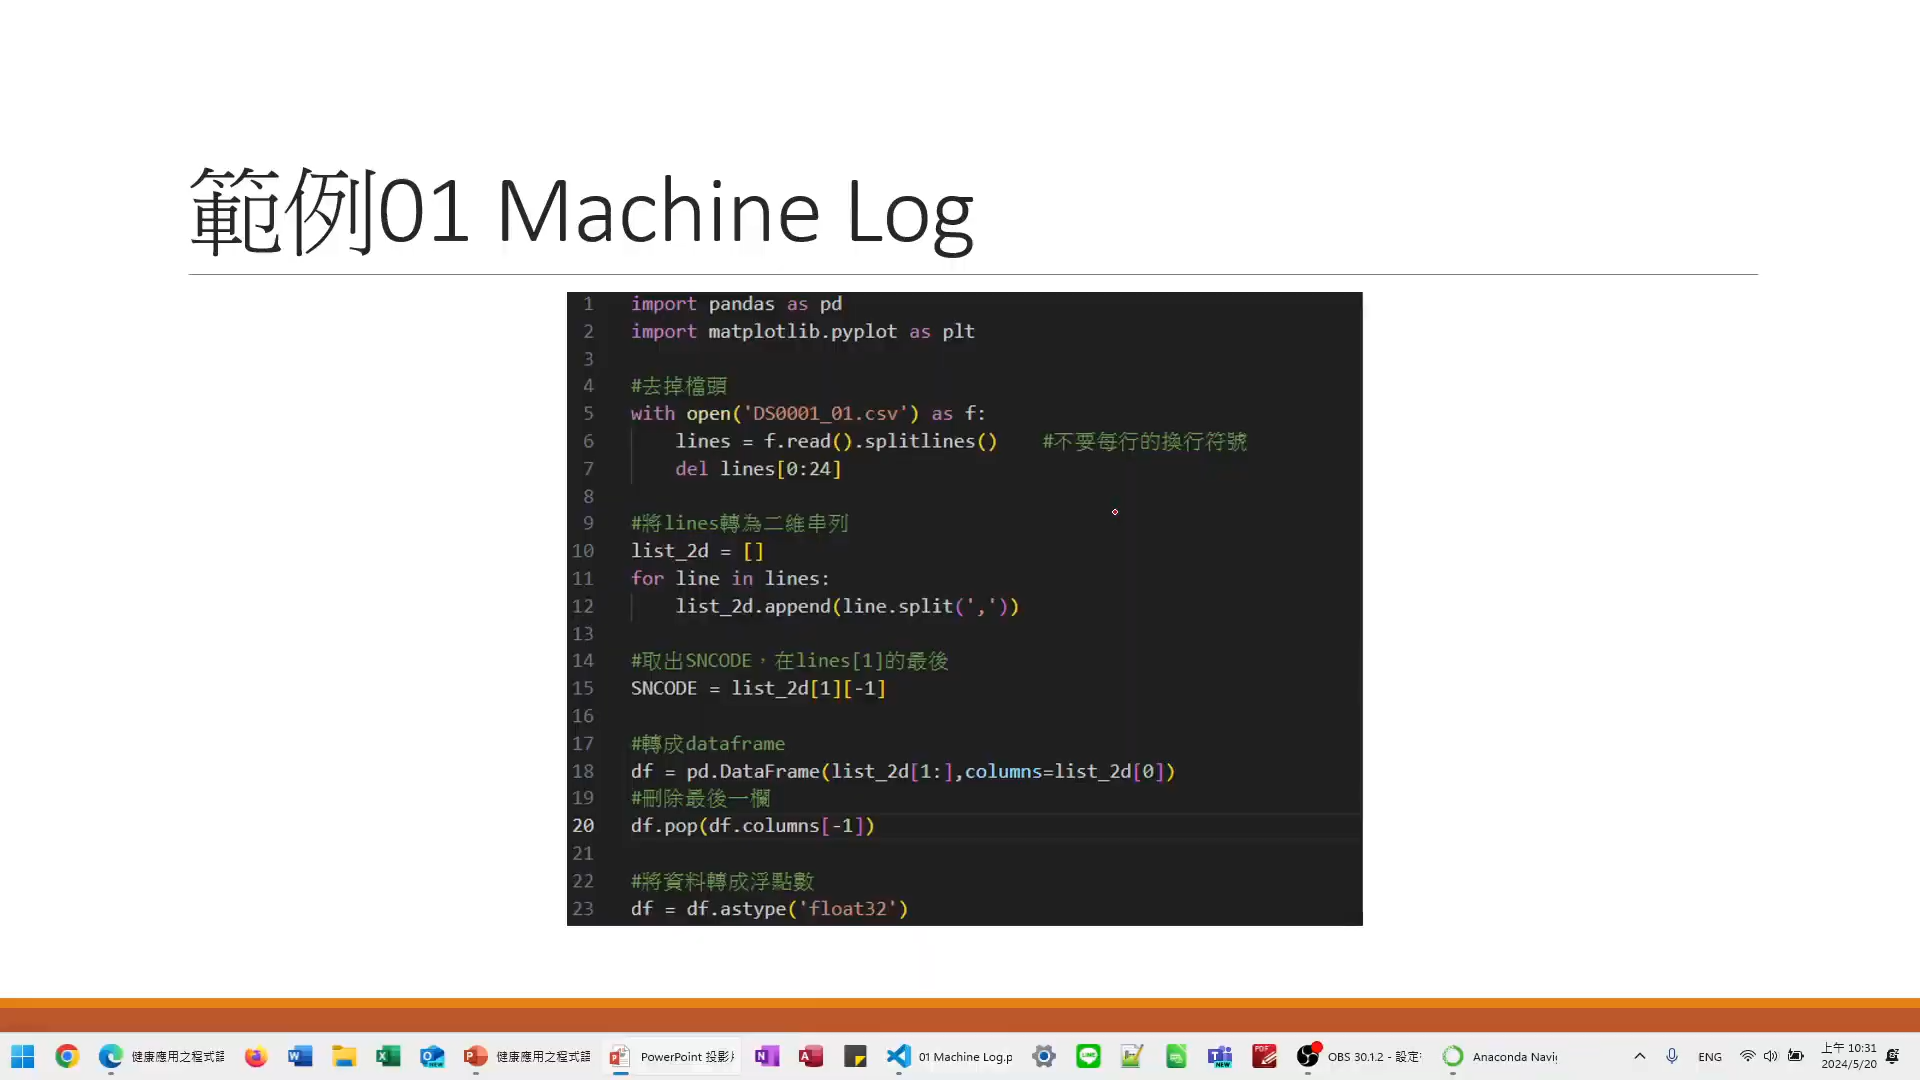 範例01 Machine Log
1 import pandas as pd
2 import matplotlib.pyplot as plt
3
4 #去掉檔頭
5 with open('DS0001_01.csv') as f:
6 lines = f.read().splitlines() #不要每行的換行符號
7 del lines[0:24]
8
9 #將lines轉為二維串列
10 list_2d = []
11 for line in lines:
12 list_2d.append(line.split(','))
13
14 #取出SNCODE，在lines[1]的最後
15 SNCODE = list_2d[1][-1]
16
17 #轉成dataframe
18 df = pd.DataFrame(list_2d[1:],columns=list_2d[0])
19 #刪除最後一欄
20 df.pop(df.columns[-1])
21
22 #將資料轉成浮點數
23 df = df.astype('float32')
健康應用之程式語 健康應用之程式語 PowerPoint 投影片 01 Machine Log.p OBS 30.1.2 - 設定 Anaconda Navig ENG 上午 10:31
2024/5/20